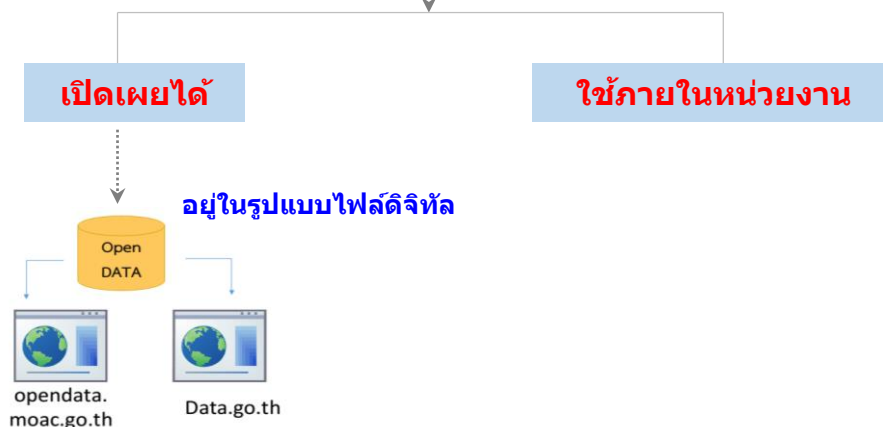 เปิดเผยได้
ใช้ภายในหน่วยงาน
อยู่ในรูปแบบไฟล์ดิจิทัล
Open
DATA
opendata.
moac.go.th
Data.go.th